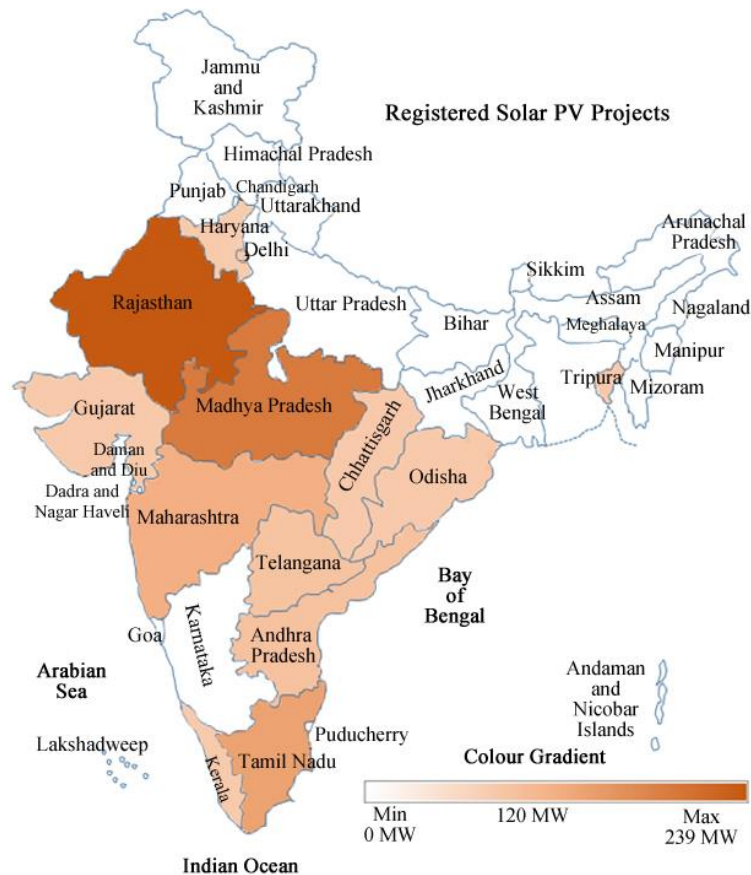 Jammu
and
Kashmir
Registered Solar PV Projects
Himachal Pradesh
Punjab
Chandigarh
Uttarakhand
Haryana
Delhi
Arunachal
Pradesh
Sikkim
Rajasthan
Uttar Pradesh
Assam
Nagaland
Bihar
Meghalaya
Manipur
Jharkhand
Tripura
Mizoram
West
Bengal
Gujarat
Madhya Pradesh
Chhattisgarh
Daman
and Diu
Dadra and
Nagar Haveli
Odisha
Maharashtra
Telangana
Bay
of
Bengal
Karnataka
Goa
Andhra
Pradesh
Arabian
Sea
Andaman
and
Nicobar
Islands
Lakshadweep
Puducherry
Kerala
Tamil Nadu
Colour Gradient
Min
0 MW
120 MW
Max
239 MW
Indian Ocean